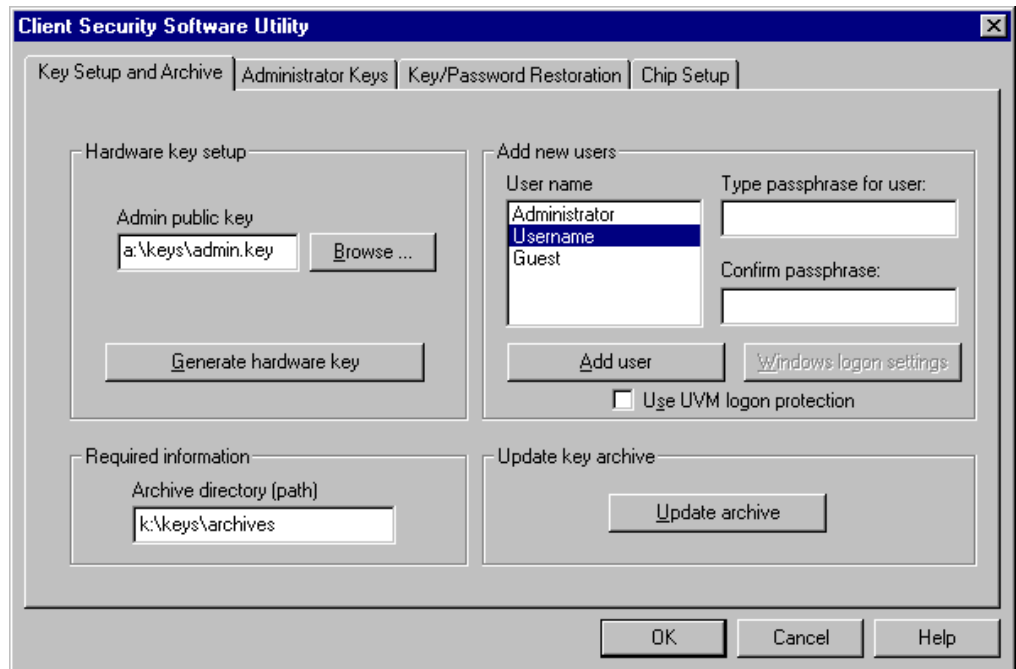 Client Security Software Utility
Key Setup and Archive
Administrator Keys
Key/Password Restoration
Chip Setup
Hardware key setup
Admin public key
a:\keys\admin.key
Browse ...
Generate hardware key
Add new users
User name
Administrator
Username
Guest
Type passphrase for user:
Confirm passphrase:
Add user
Windows logon settings
Use UVM logon protection
Required information
Archive directory (path)
k:\keys\archives
Update key archive
Update archive
OK
Cancel
Help